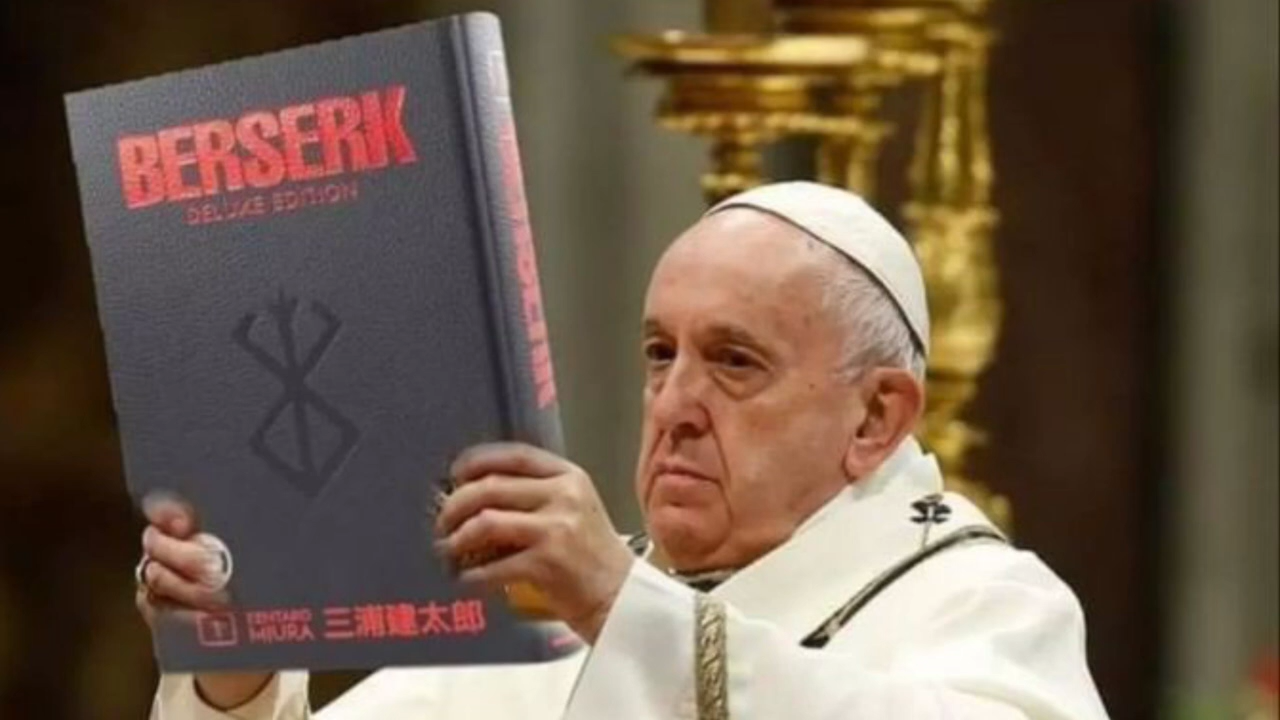 BERSERK
DELUXE EDITION
BERSERK
1
KENTARO
MIURA
三浦建太郎